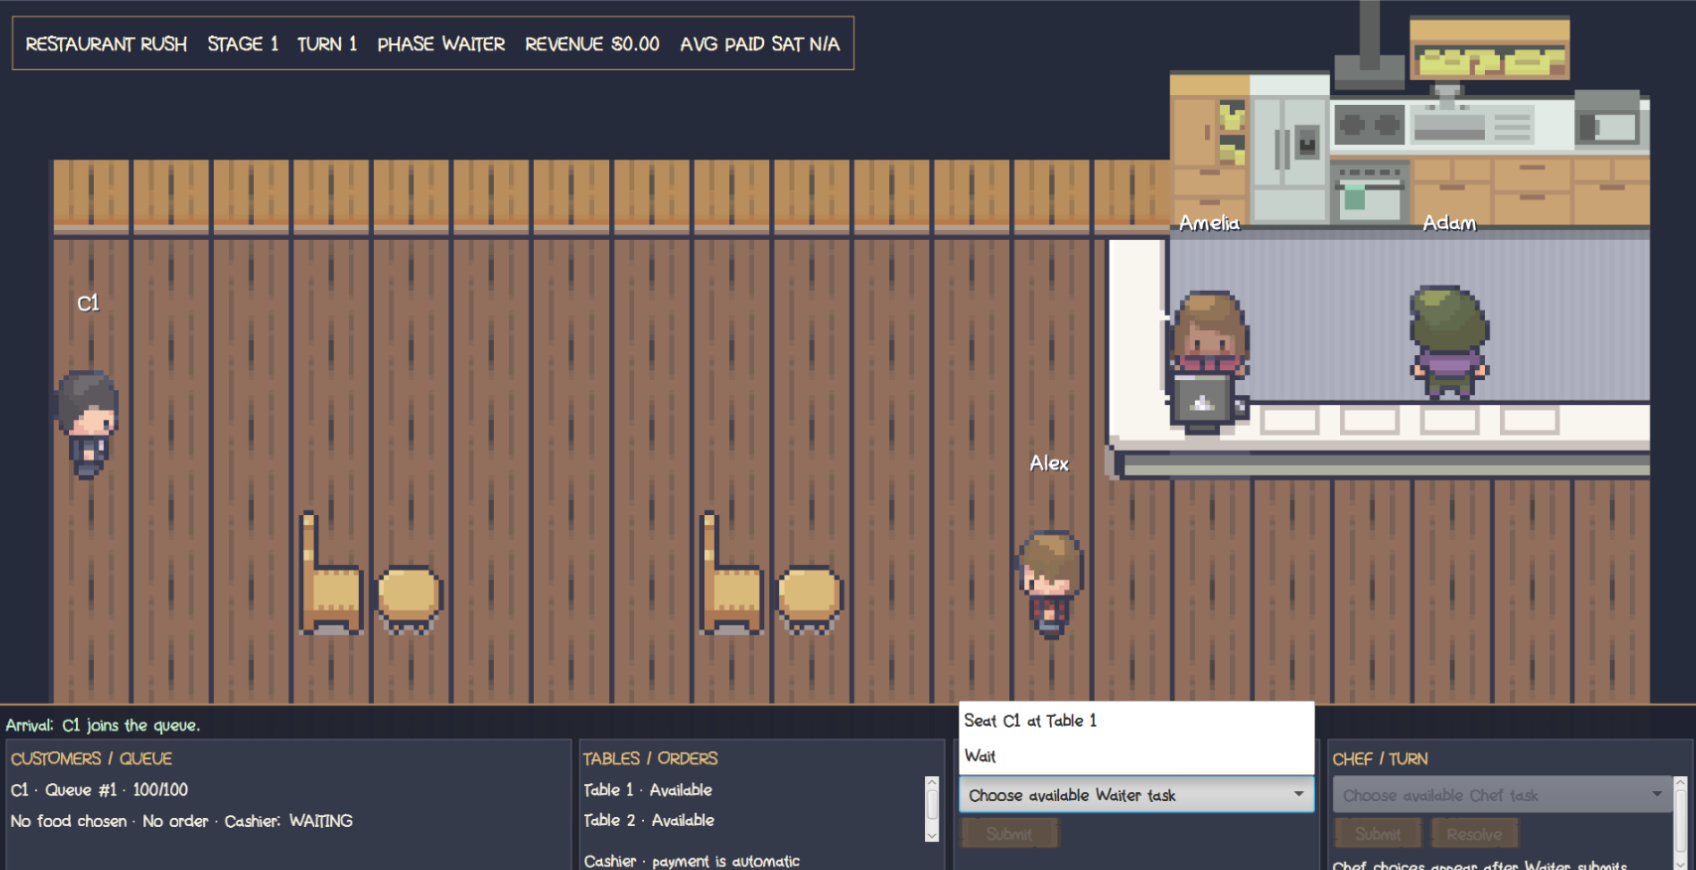 RESTAURANT RUSH STAGE 1 TURN 1 PHASE WAITER REVENUE $0.00 AVG PAID SAT N/A
Amelia
Adam
C1
Alex
Arrival: C1 joins the queue.
CUSTOMERS / QUEUE
C1 · Queue #1 · 100/100
No food chosen · No order · Cashier: WAITING
TABLES / ORDERS
Table 1 · Available
Table 2 · Available
Cashier · payment is automatic
Seat C1 at Table 1
Wait
Choose available Waiter task
Submit
CHEF / TURN
Choose available Chef task
Submit Resolve
Chef choices appear after Waiter submits